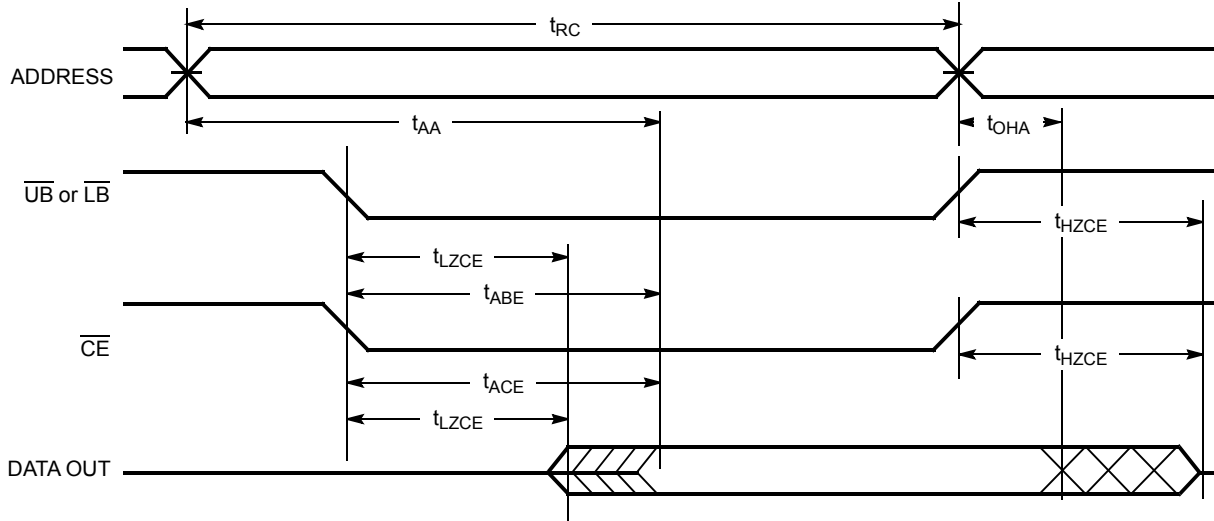 tRC
ADDRESS
tAA
tOHA
UB or LB
tHZCE
tLZCE
tABE
CE
tHZCE
tACE
tLZCE
DATA OUT